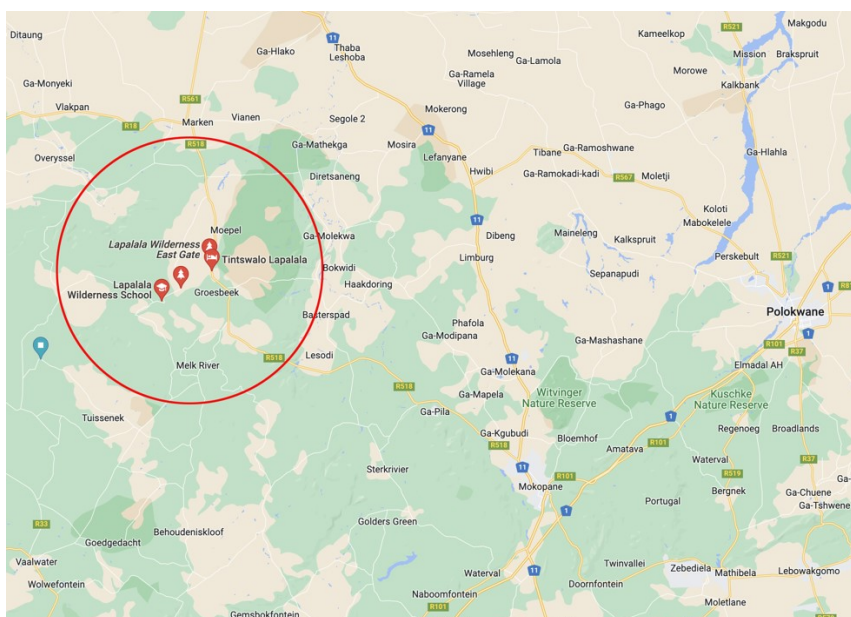 Ditaung
Ga-Hlako
11
Thaba
Leshoba
Mosehleng
Ga-Lamola
Kameelkop
R521
Makgodu
Mission
Brakspruit
Ga-Ramela
Village
Morowe
Kalkbank
Ga-Monyeki
R561
Vlakpan
R18
Marken
Vianen
Segole 2
Mokerong
Ga-Phago
11
R518
Ga-Mathekga
Mosira
Lefanyane
Tibane
Ga-Ramoshwane
Ga-Hlahla
Overyssel
Diretsaneng
Hwibi
Ga-Ramokadi-kadi
R567
Moletji
11
Koloti
Mabokelele
Moepel
Ga-Molekwa
Dibeng
Maineleng
Kalkspruit
Lapalala Wilderness
East Gate
Tintswalo Lapalala
Bokwidi
Limburg
Perskebult
R521
Sepanapudi
Lapalala
Wilderness School
Groesbeek
Haakdoring
1
R81
Basterspad
Polokwane
Phafola
Ga-Modipana
Ga-Mashashane
1
R101
R37
R518
Lesodi
11
Melk River
Ga-Molekana
Elmadal AH
R518
Ga-Mapela
Witvinger
Nature Reserve
Kuschke
Nature Reserve
Tuissenek
Ga-Pila
1
Ga-Kgubudi
R518
Bloemhof
Amatava
R101
Regenoeg
Broadlands
Waterval
R37
Sterkrivier
11
R101
R519
Bergnek
Mokopane
Portugal
Ga-Chuene
Ga-Tshwene
1
R33
Golders Green
Goedgedacht
Behoudeniskloof
Vaalwater
Twinvallei
Zebediela
Mathibela
Lebowakgomo
Waterval
11
Doornfontein
Wolwefontein
Naboomfontein
R101
Moletlane
Gemsbokfontein